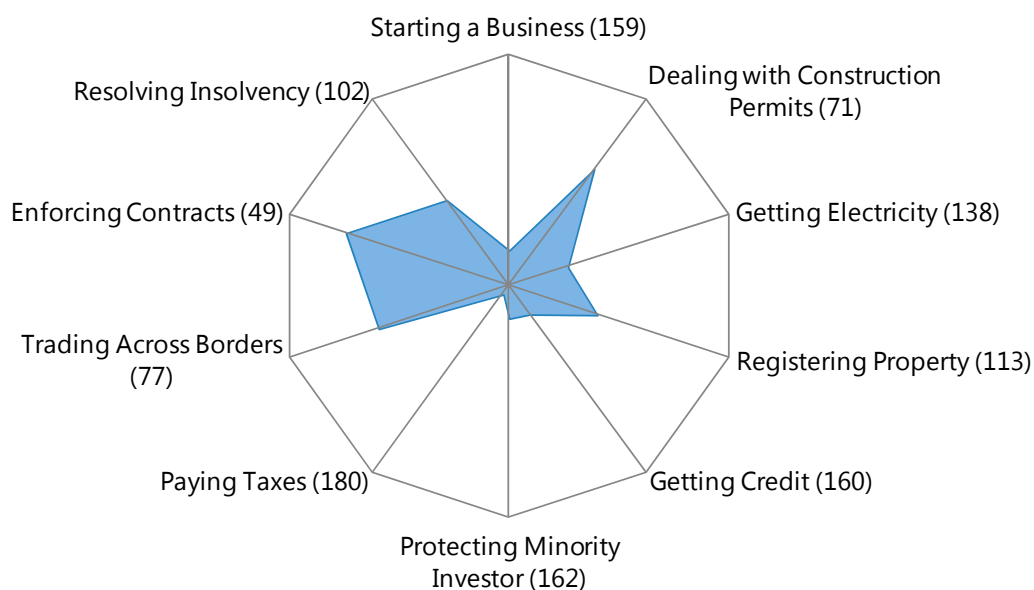 Starting a Business (159)
Dealing with Construction
Permits (71)
Getting Electricity (138)
Registering Property (113)
Getting Credit (160)
Protecting Minority
Investor (162)
Paying Taxes (180)
Trading Across Borders
(77)
Enforcing Contracts (49)
Resolving Insolvency (102)